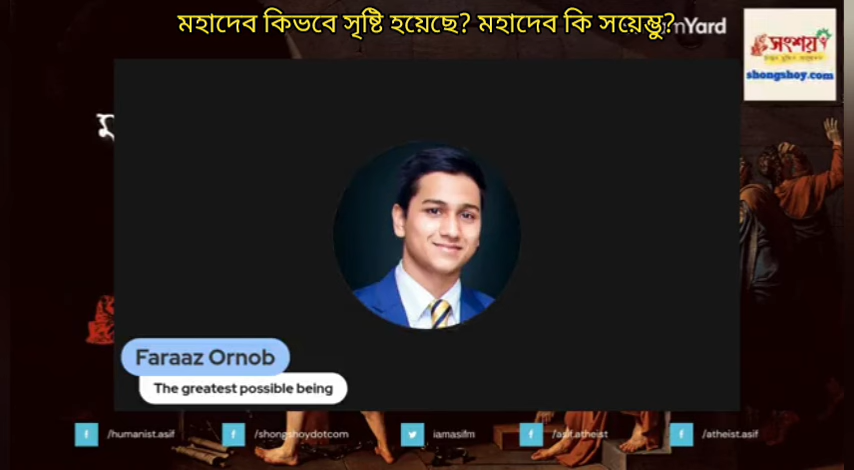 মহাদেব কিভবে সৃষ্টি হয়েছে? মহাদেব কি সয়েম্ভু?
nYard
সংশয়
shongshoy.com
ম
Faraaz Ornob
The greatest possible being
/humanist.asif
/shongshoydotcom
iamasifm
/asif.atheist
/atheist.asif